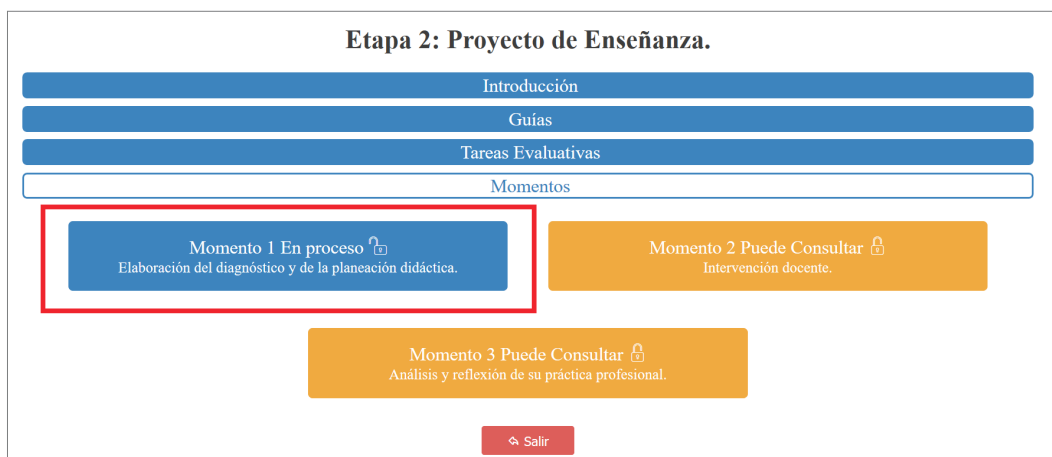 Etapa 2: Proyecto de Enseñanza.
Introducción
Guías
Tareas Evaluativas
Momentos
Momento 1 En proceso
Elaboración del diagnóstico y de la planeación didáctica.
Momento 2 Puede Consultar
Intervención docente.
Momento 3 Puede Consultar
Análisis y reflexión de su práctica profesional.
Salir